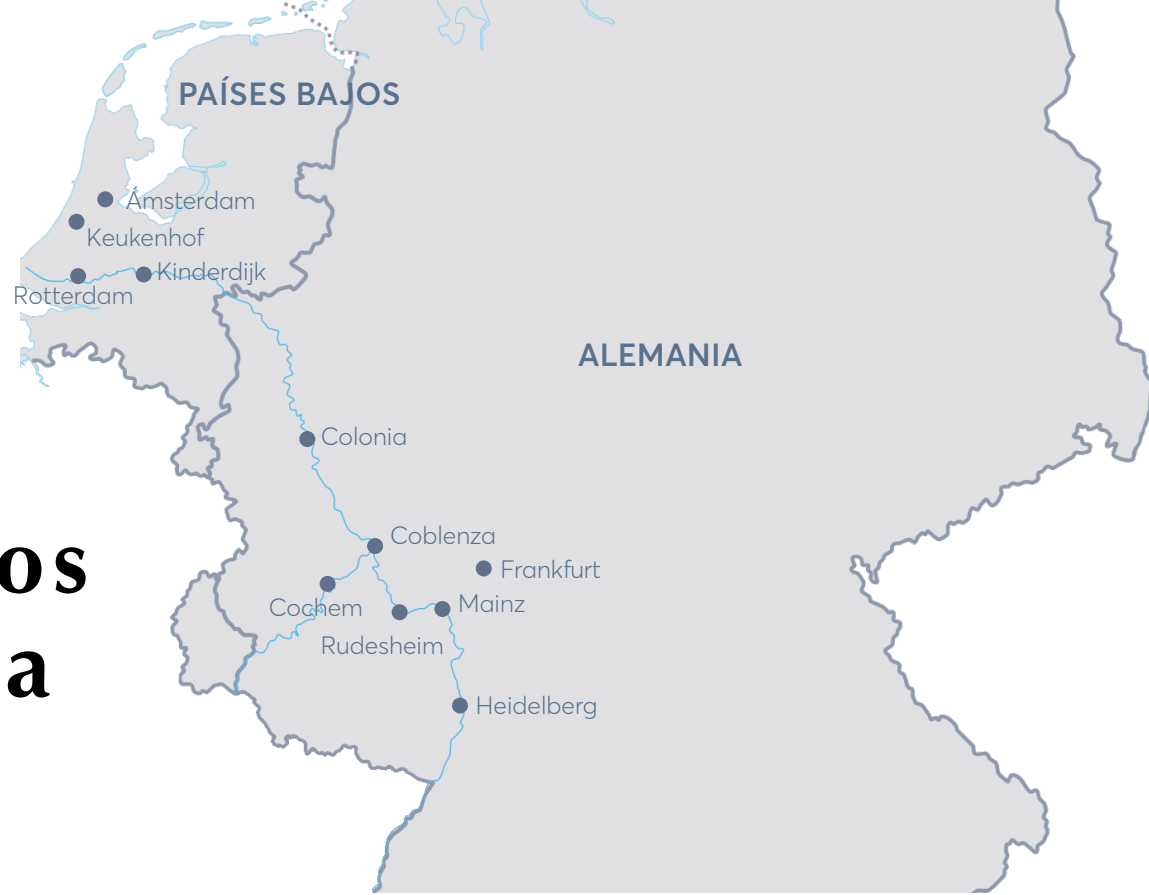 PAÍSES BAJOS
Ámsterdam
Keukenhof
Kinderdijk
Rotterdam
ALEMANIA
Colonia
Coblenza
Frankfurt
os
Cochem
Mainz
Rudesheim
a
Heidelberg